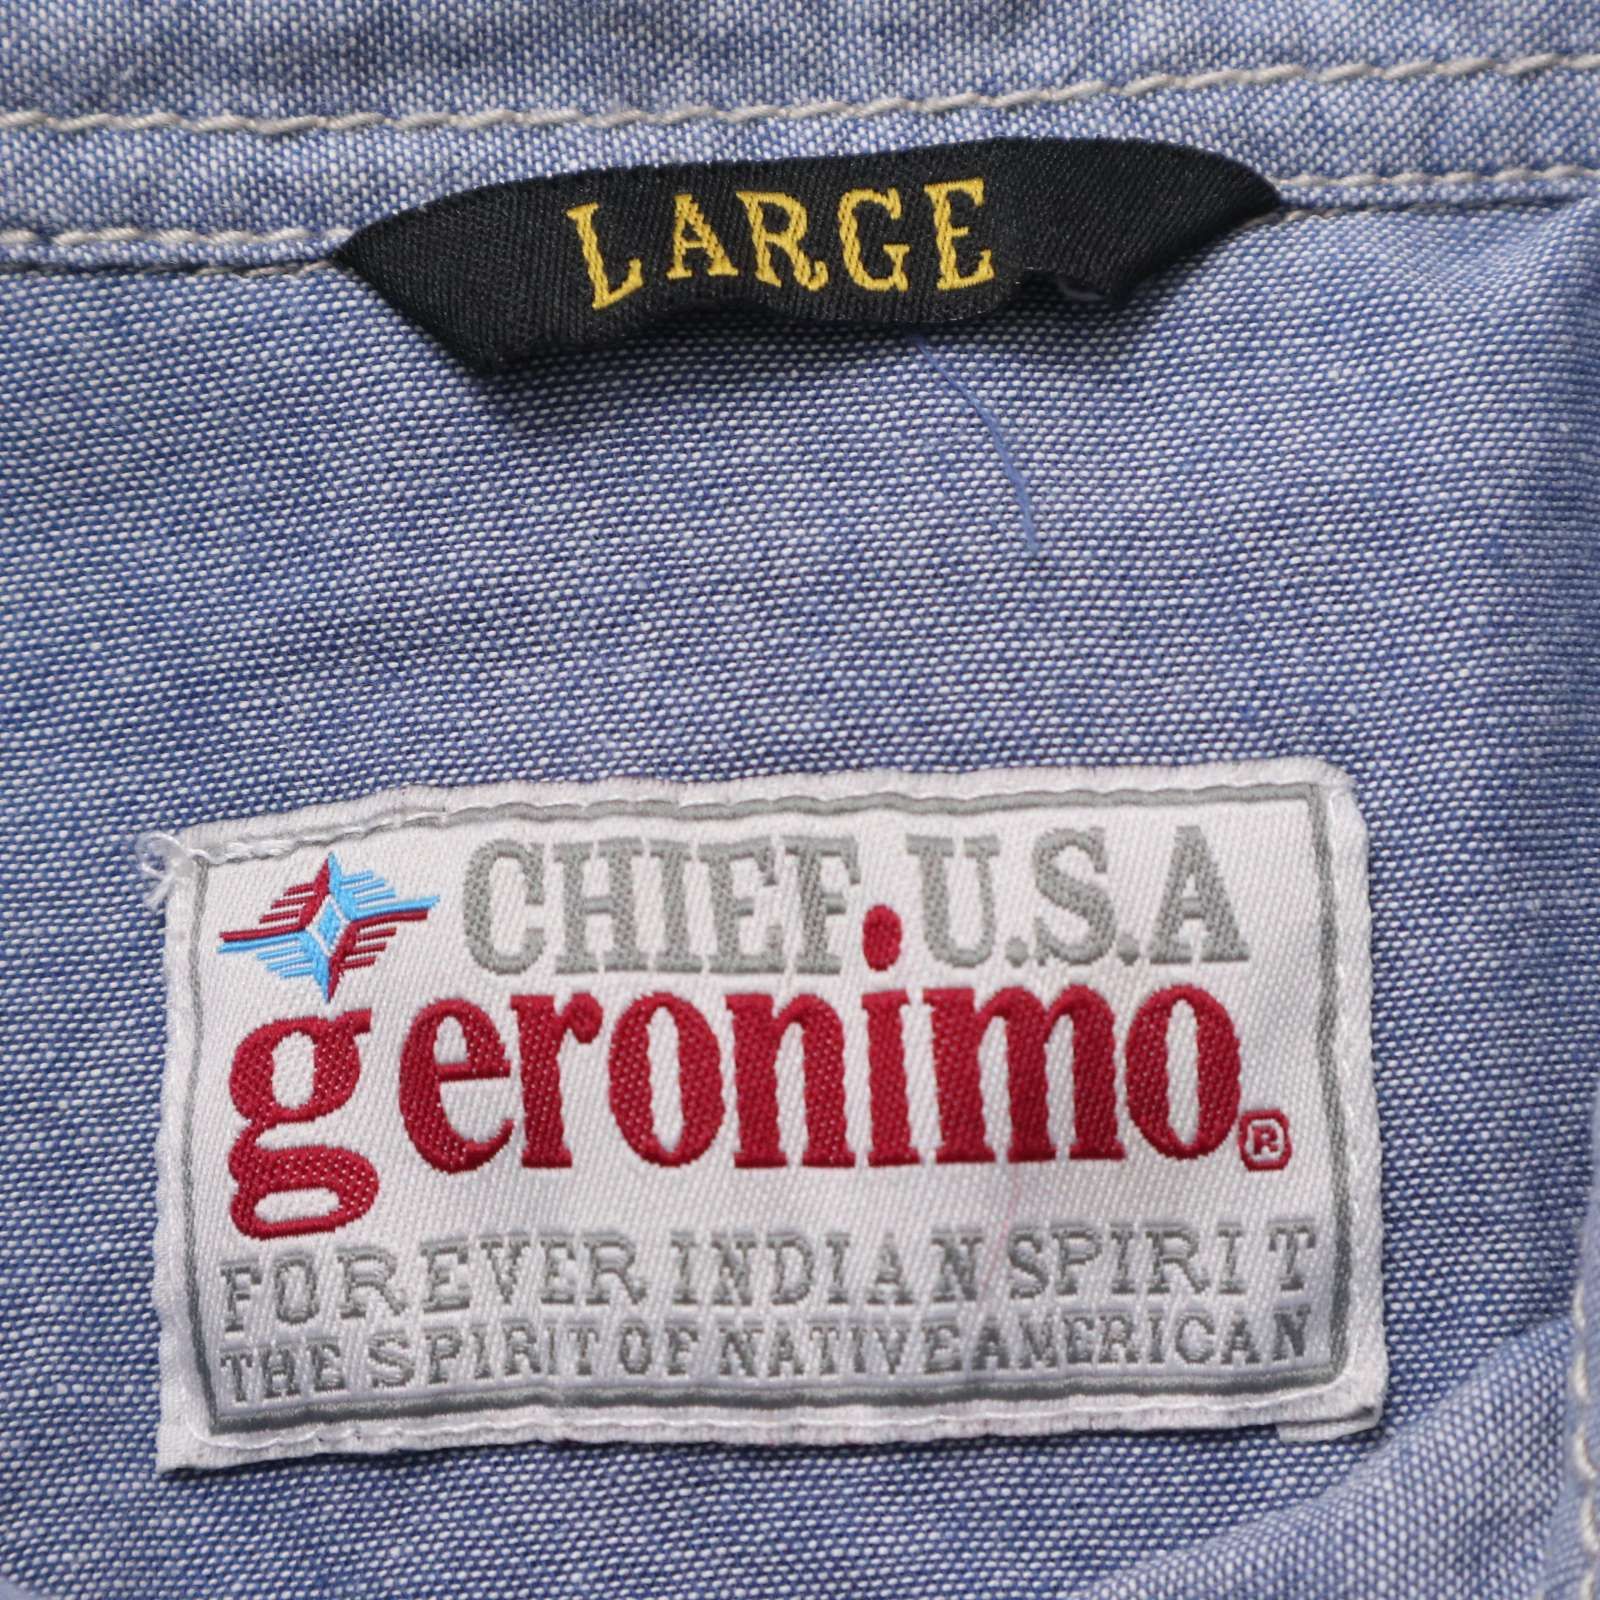 LARGE
CHIEF U.S.A
geronimo®
FOREVER INDIAN SPIRIT
THE SPIRIT OF NATIVE AMERICAN